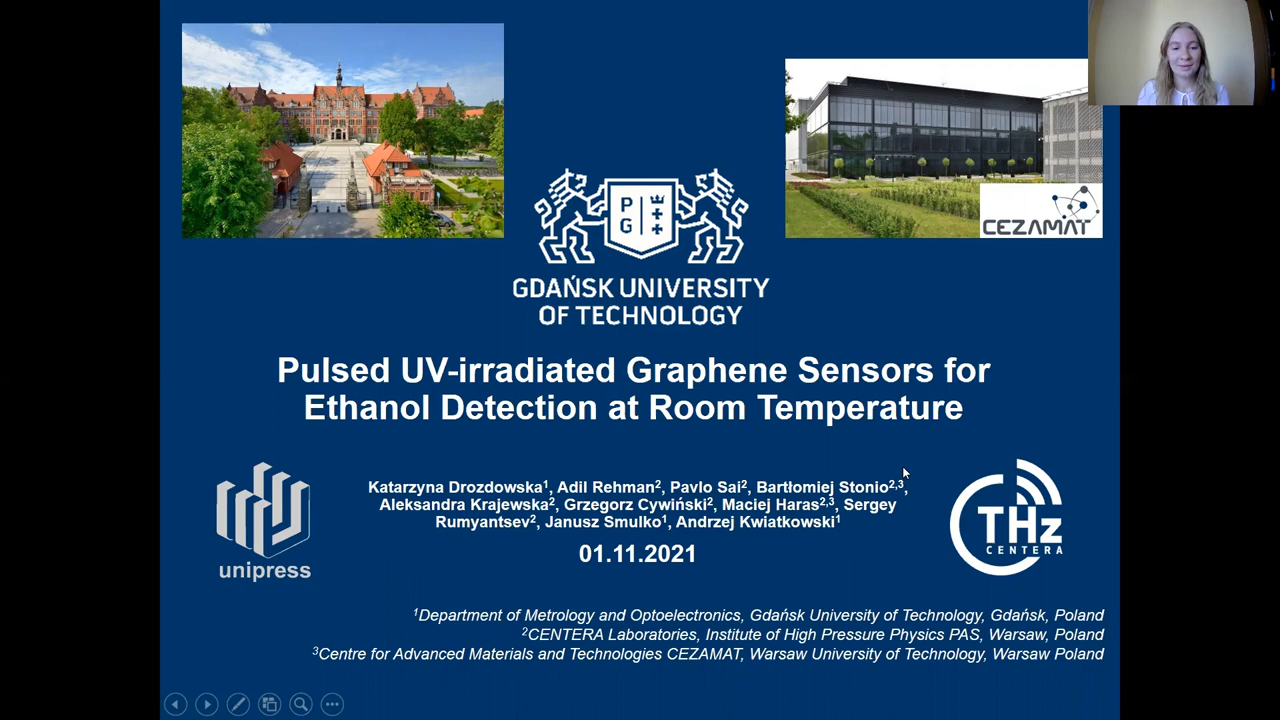 CEZAMAT
P G
GDAŃSK UNIVERSITY
OF TECHNOLOGY
Pulsed UV-irradiated Graphene Sensors for
Ethanol Detection at Room Temperature
Katarzyna Drozdowska¹, Adil Rehman², Pavlo Sai², Bartłomiej Stonio²,³,
Aleksandra Krajewska², Grzegorz Cywiński², Maciej Haras²,³, Sergey
Rumyantsev², Janusz Smulko¹, Andrzej Kwiatkowski¹
01.11.2021
unipress
THz
CENTERA
¹Department of Metrology and Optoelectronics, Gdańsk University of Technology, Gdańsk, Poland
²CENTERA Laboratories, Institute of High Pressure Physics PAS, Warsaw, Poland
³Centre for Advanced Materials and Technologies CEZAMAT, Warsaw University of Technology, Warsaw Poland